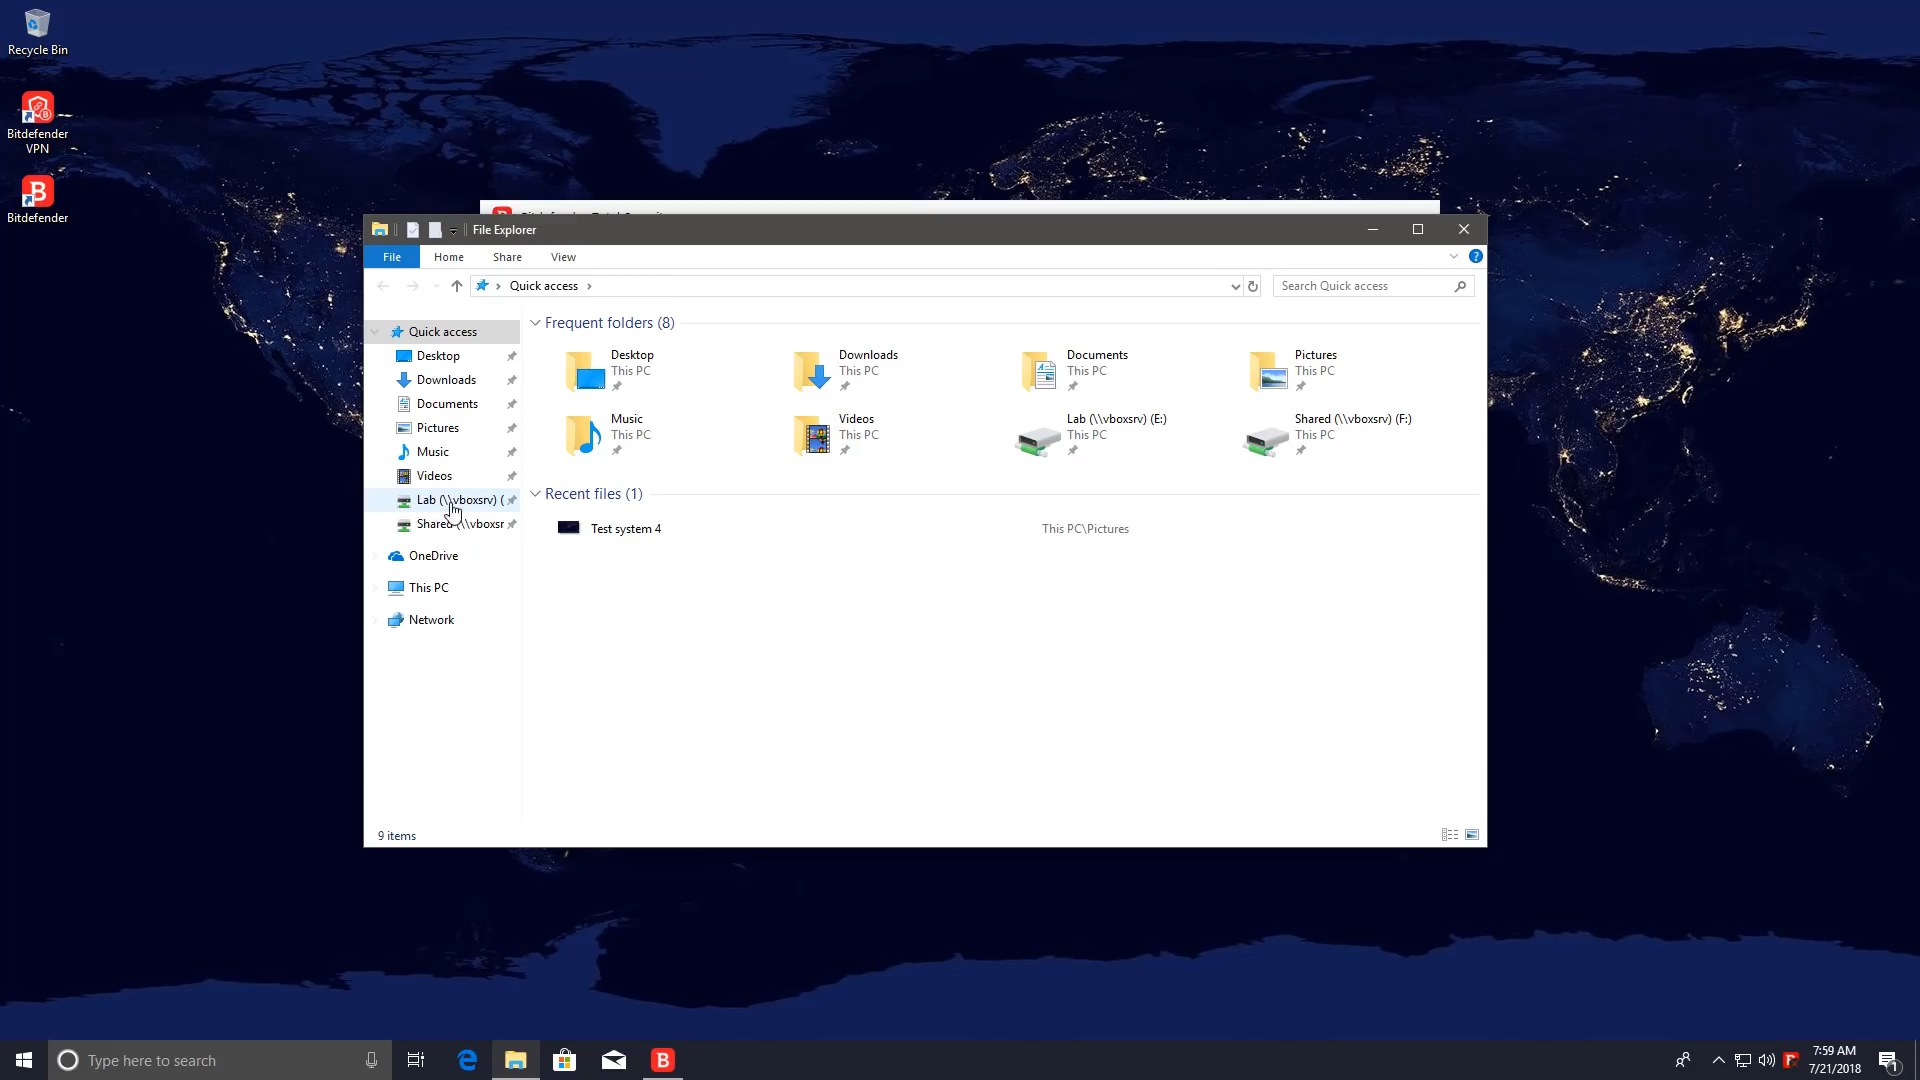 Recycle Bin
Bitdefender
VPN
Bitdefender
File Explorer
File
Home
Share
View
Quick access
Search Quick access
Quick access
Desktop
Downloads
Documents
Pictures
Music
Videos
Lab (\\vboxsrv) (
Shared (\\vboxsr
OneDrive
This PC
Network
Frequent folders (8)
Desktop
This PC
Downloads
This PC
Documents
This PC
Pictures
This PC
Music
This PC
Videos
This PC
Lab (\\vboxsrv) (E:)
This PC
Shared (\\vboxsrv) (F:)
This PC
Recent files (1)
Test system 4
This PC\Pictures
9 items
Type here to search
7:59 AM
7/21/2018
1